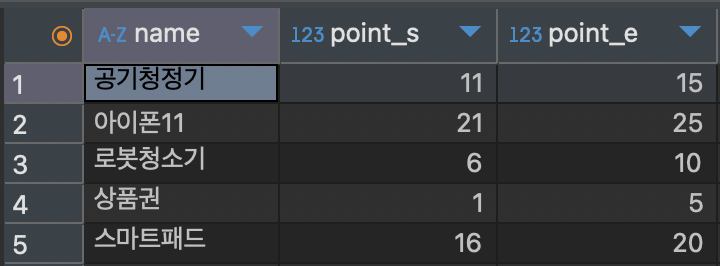 A-Z name 123 point_s 123 point_e
1 공기청정기 11 15
2 아이폰11 21 25
3 로봇청소기 6 10
4 상품권 1 5
5 스마트패드 16 20